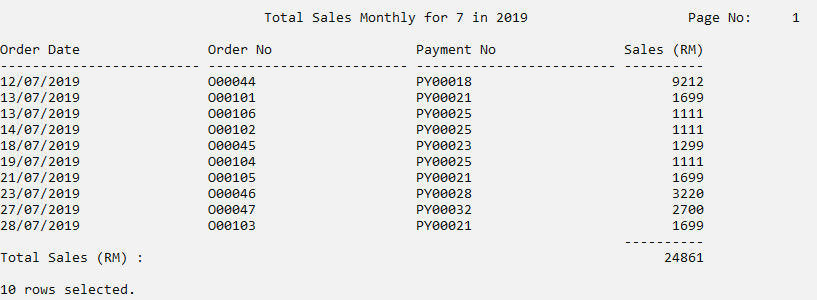 Total Sales Monthly for 7 in 2019 Page No: 1
Order Date Order No Payment No Sales (RM)
------------------------- ------------------------- ------------------------- ----------
12/07/2019 O00044 PY00018 9212
13/07/2019 O00101 PY00021 1699
13/07/2019 O00106 PY00025 1111
14/07/2019 O00102 PY00025 1111
18/07/2019 O00045 PY00023 1299
19/07/2019 O00104 PY00025 1111
21/07/2019 O00105 PY00021 1699
23/07/2019 O00046 PY00028 3220
27/07/2019 O00047 PY00032 2700
28/07/2019 O00103 PY00021 1699
----------
Total Sales (RM) : 24861
10 rows selected.